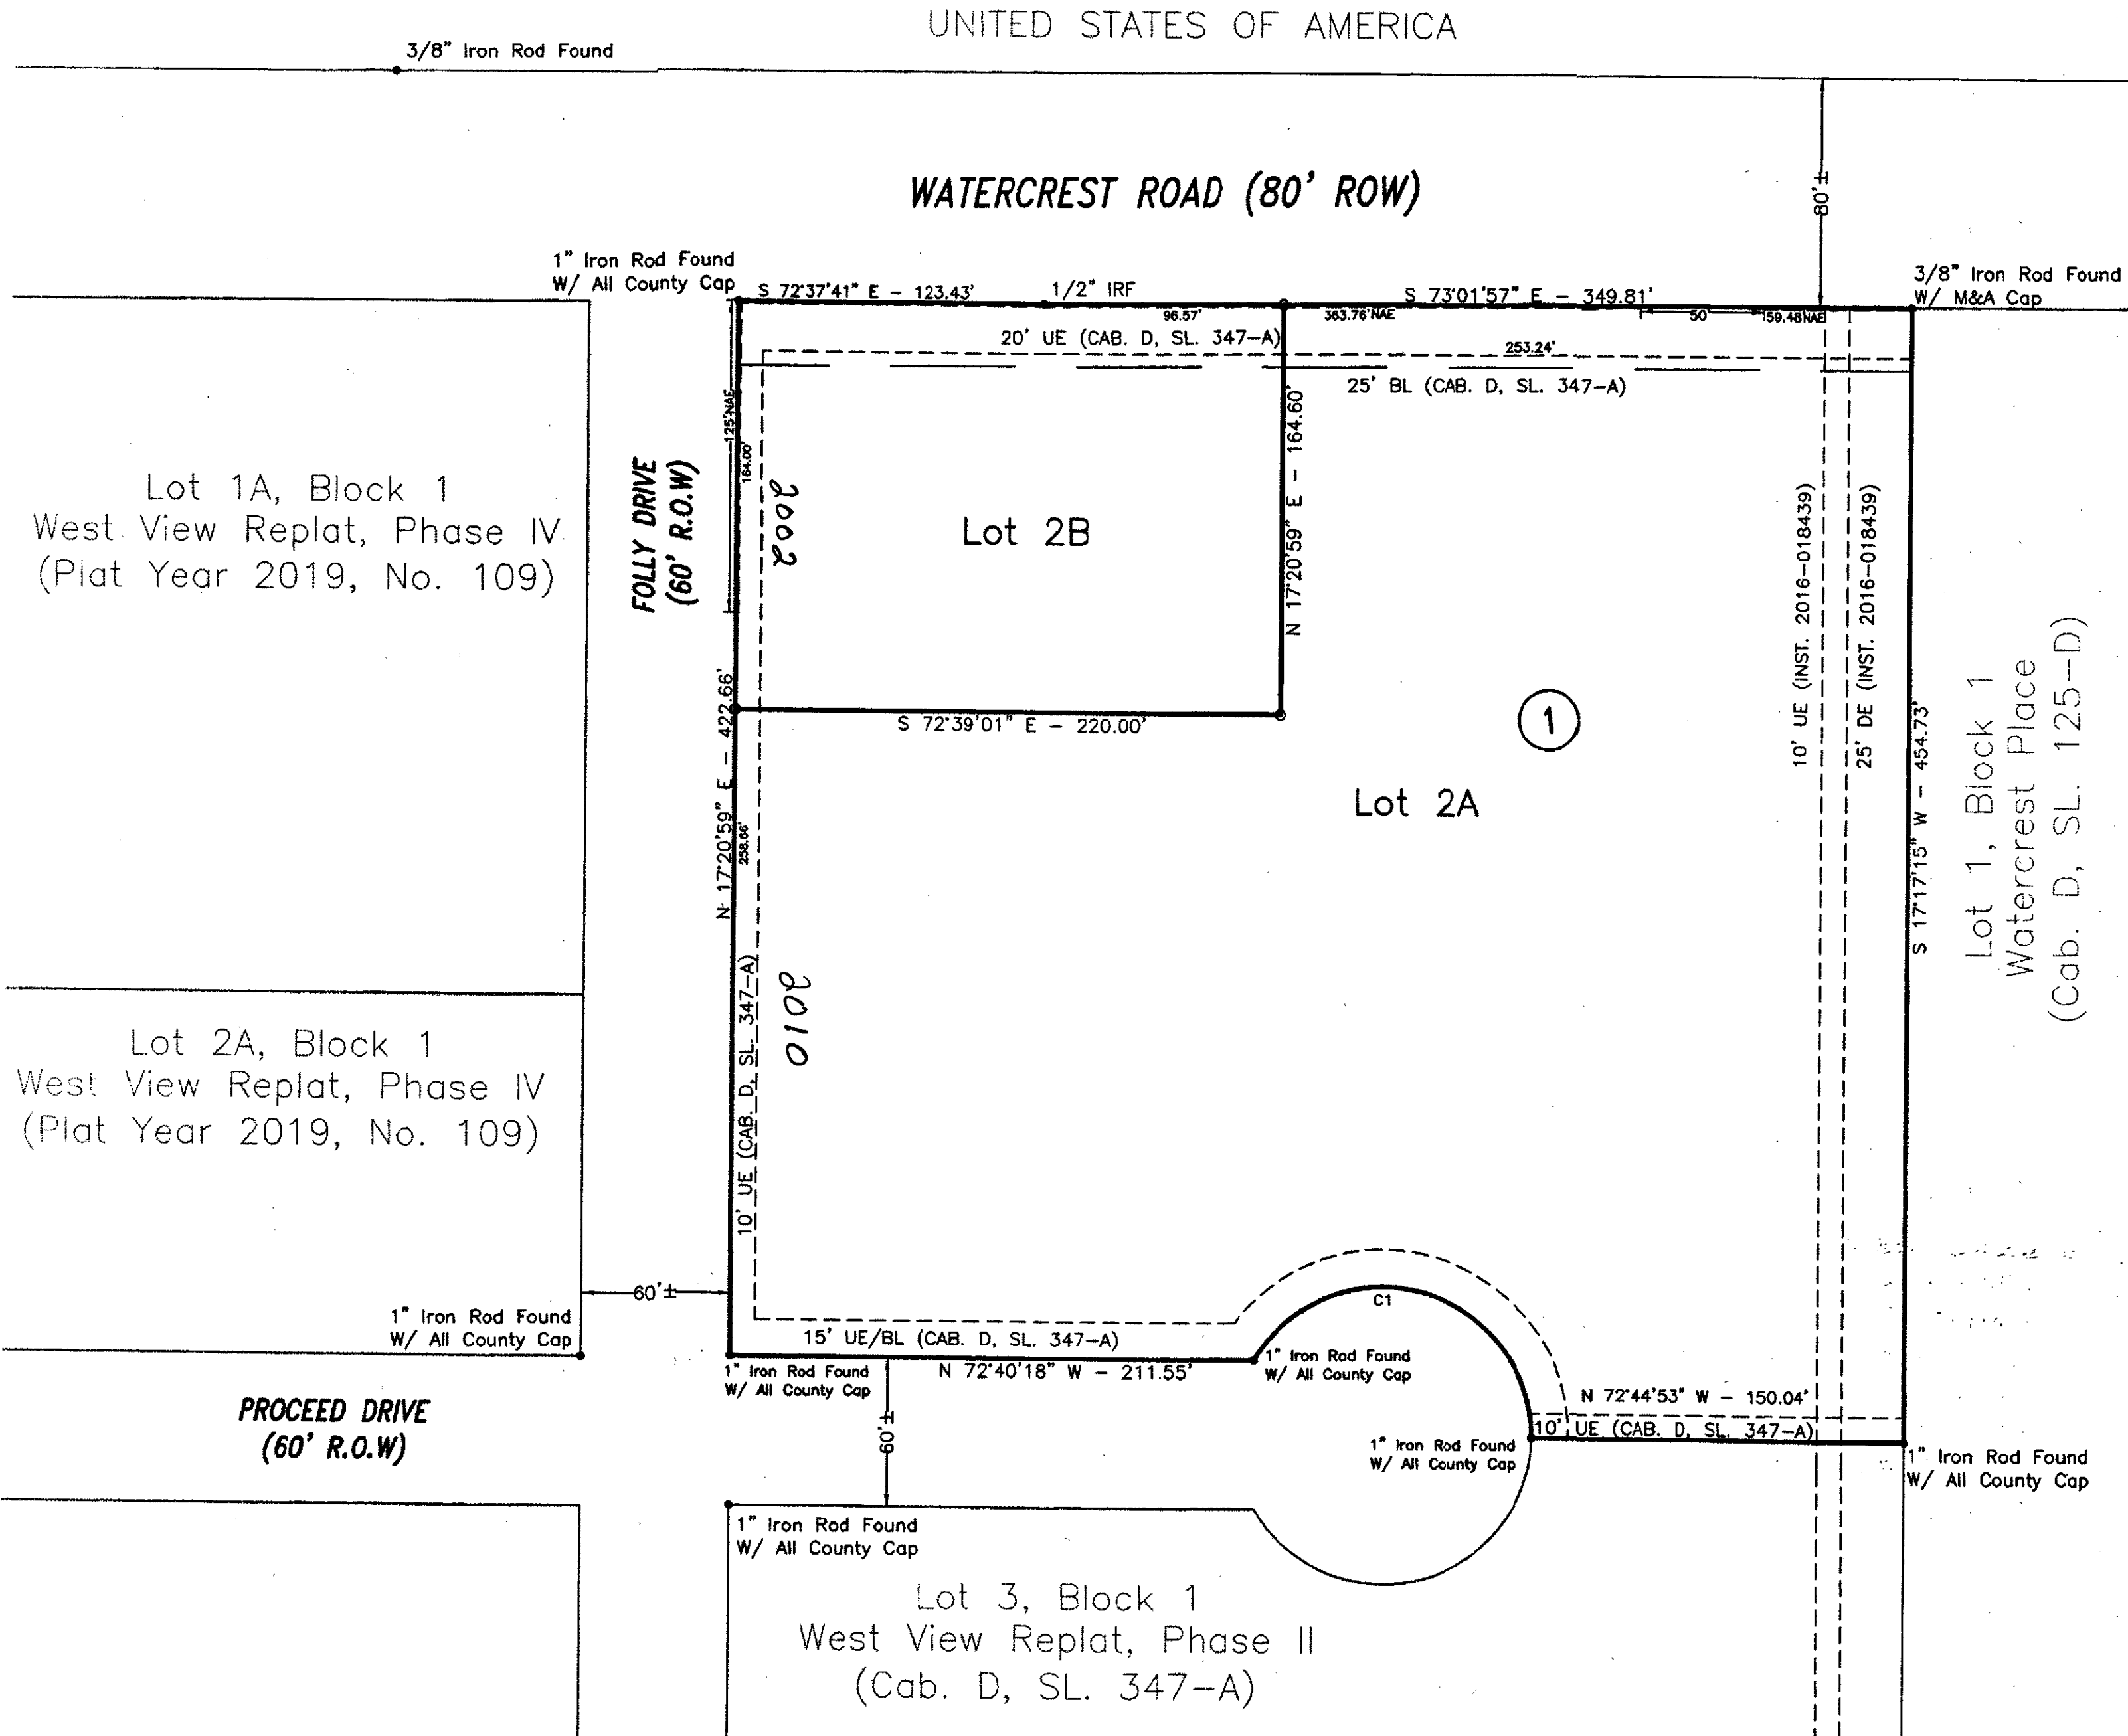 UNITED STATES OF AMERICA
3/8" Iron Rod Found
WATERCREST ROAD (80' ROW)
80'±
1" Iron Rod Found
W/ All County Cap
S 72°37'41" E - 123.43'
1/2" IRF
S 73°01'57" E - 349.81'
3/8" Iron Rod Found
W/ M&A Cap
96.57'
363.76'NAE
50'
59.48NAE
20' UE (CAB. D, SL. 347-A)
253.24'
25' BL (CAB. D, SL. 347-A)
125' NAE
164.00'
N 17°20'59" E - 164.60'
Lot 1A, Block 1
West View Replat, Phase IV
(Plat Year 2019, No. 109)
FOLLY DRIVE
(60' R.O.W)
2002
Lot 2B
10' UE (INST. 2016-018439)
25' DE (INST. 2016-018439)
S 72°39'01" E - 220.00'
1
Lot 2A
N 17°20'59" E - 422.66'
258.66'
S 17°17'15" W - 454.73'
Lot 1, Block 1
Watercrest Place
(Cab. D, SL. 125-D)
2010
10' UE (CAB. D, SL. 347-A)
Lot 2A, Block 1
West View Replat, Phase IV
(Plat Year 2019, No. 109)
60'±
1" Iron Rod Found
W/ All County Cap
C1
15' UE/BL (CAB. D, SL. 347-A)
1" Iron Rod Found
W/ All County Cap
N 72°40'18" W - 211.55'
1" Iron Rod Found
W/ All County Cap
N 72°44'53" W - 150.04'
10' UE (CAB. D, SL. 347-A)
PROCEED DRIVE
(60' R.O.W)
60'±
1" Iron Rod Found
W/ All County Cap
1" Iron Rod Found
W/ All County Cap
1" Iron Rod Found
W/ All County Cap
Lot 3, Block 1
West View Replat, Phase II
(Cab. D, SL. 347-A)